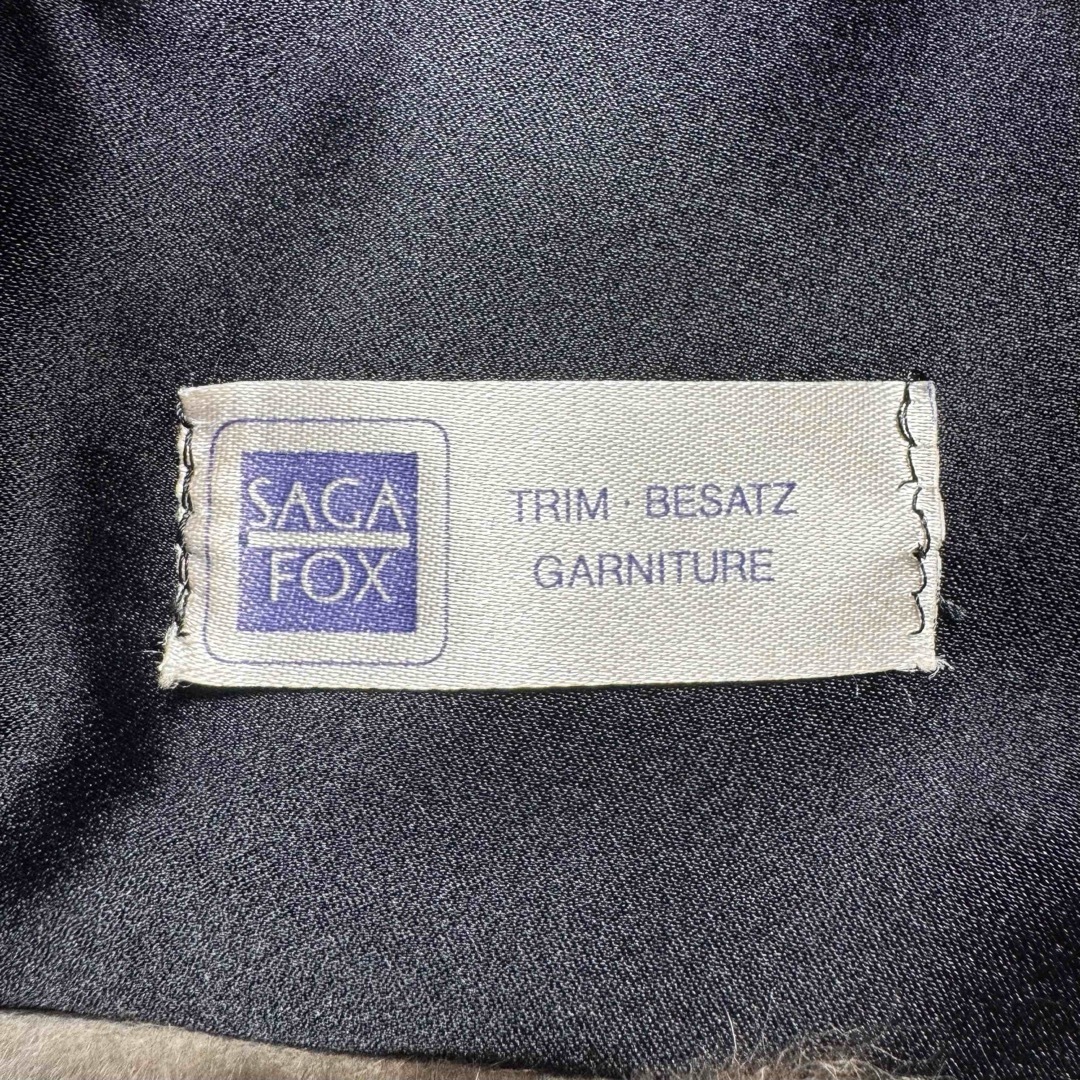 SAGA
FOX
TRIM · BESATZ
GARNITURE